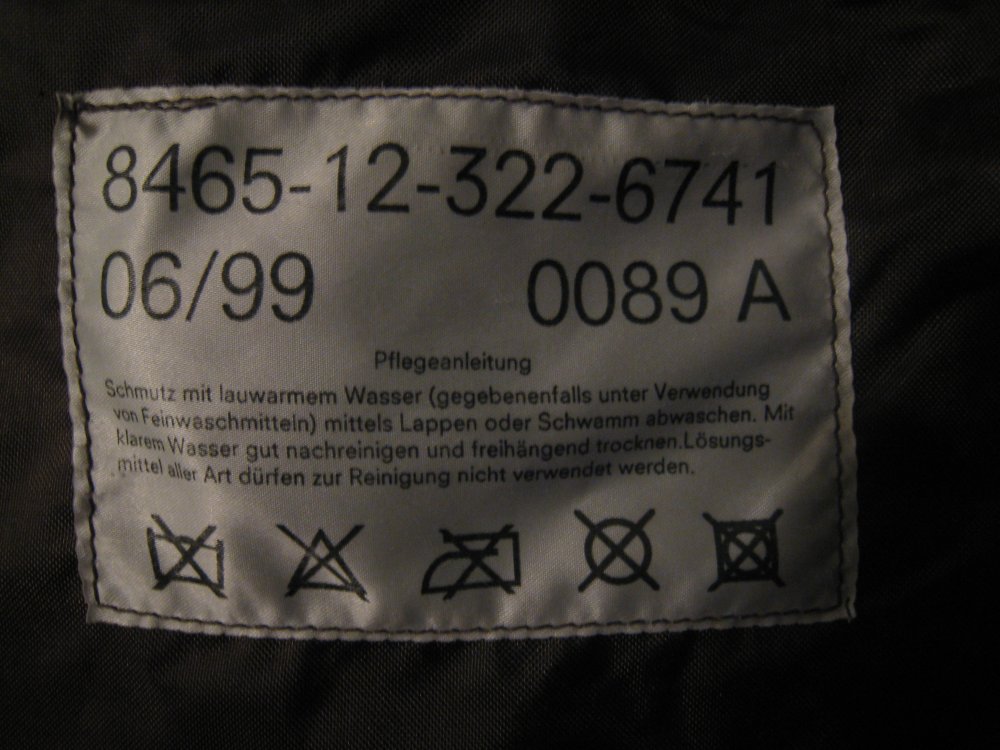 8465-12-322-6741
06/99 0089 A
Pflegeanleitung
Schmutz mit lauwarmem Wasser (gegebenenfalls unter Verwendung
von Feinwaschmitteln) mittels Lappen oder Schwamm abwaschen. Mit
klarem Wasser gut nachreinigen und freihängend trocknen.Lösungs-
mittel aller Art dürfen zur Reinigung nicht verwendet werden.